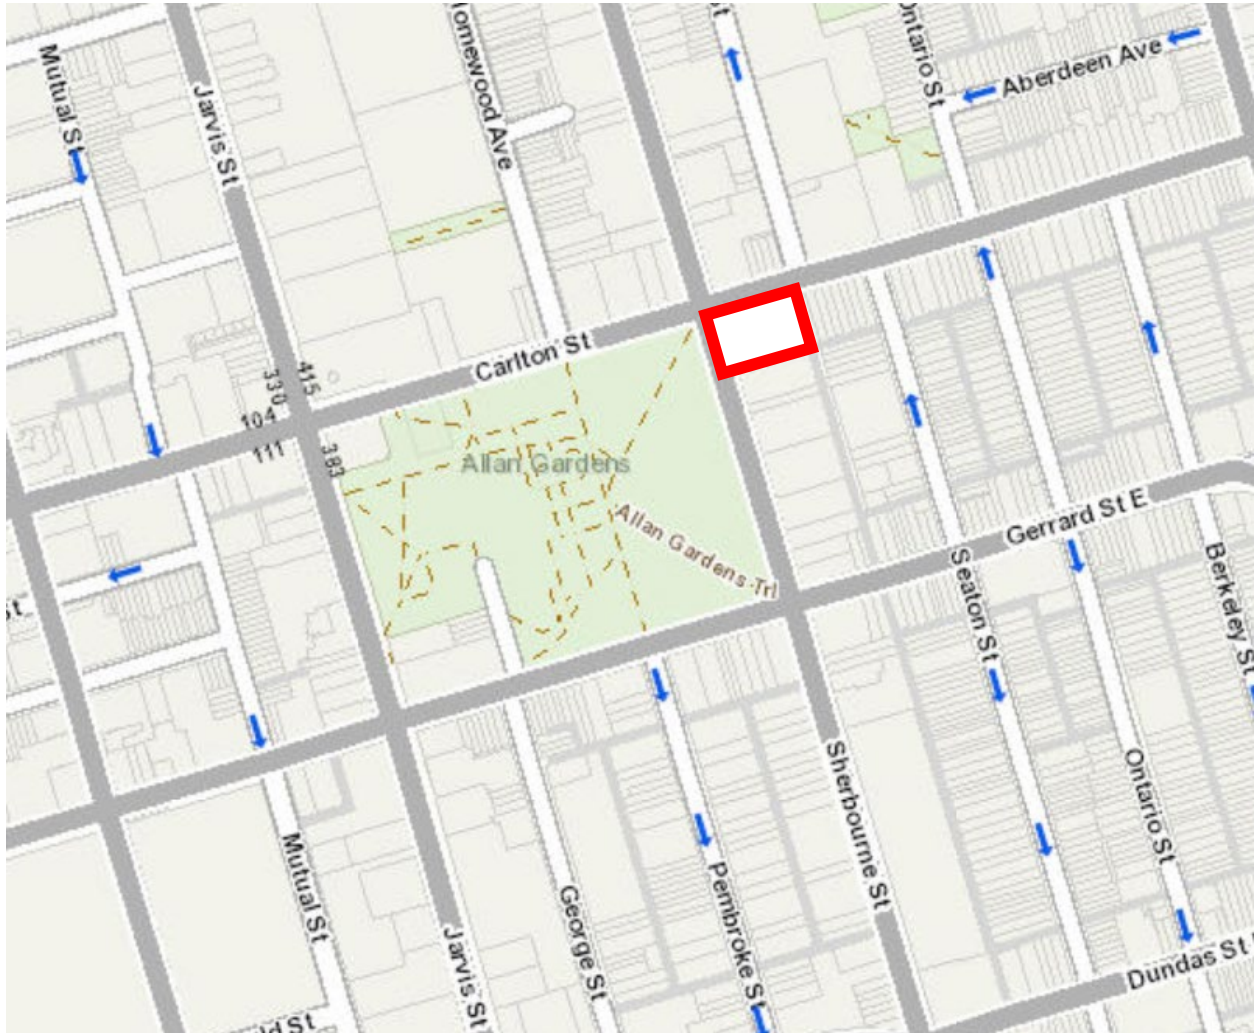 Mutual St
Jarvis St
Homewood Ave
Ontario St
Aberdeen Ave
Carlton St
415
330
104
111
383
Allan Gardens
Allan Gardens Trl
Gerrard St E
Seaton St
Berkeley St
Sherbourne St
Ontario St
Mutual St
George St
Pembroke St
Jarvis St
Dundas St